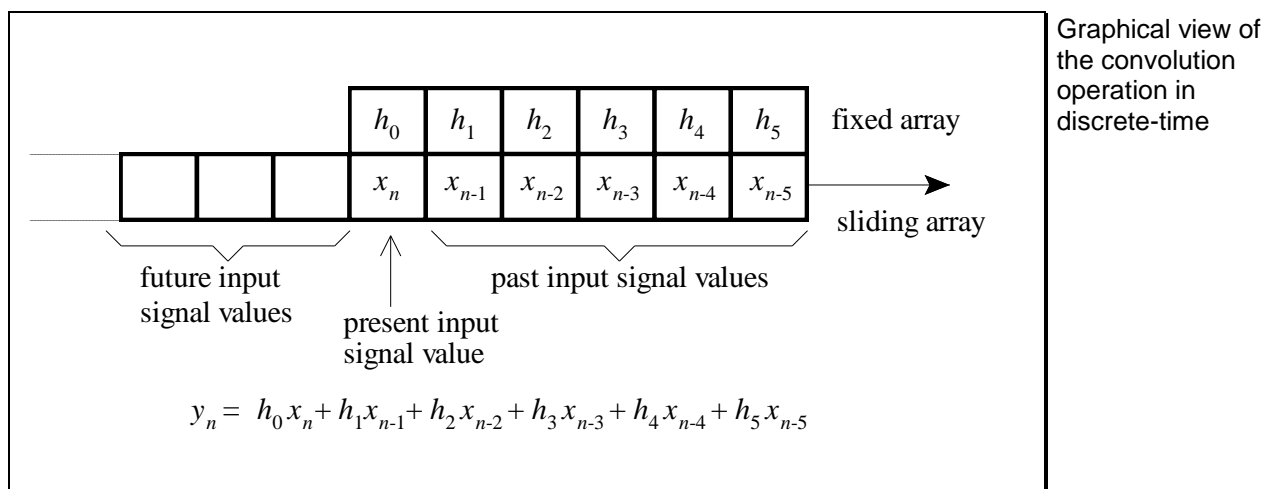 Graphical view of
the convolution
operation in
discrete-time
h₀ h₁ h₂ h₃ h₄ h₅ fixed array
xₙ xₙ₋₁ xₙ₋₂ xₙ₋₃ xₙ₋₄ xₙ₋₅
sliding array
future input
signal values
present input
signal value
past input signal values
yₙ = h₀xₙ + h₁xₙ₋₁ + h₂xₙ₋₂ + h₃xₙ₋₃ + h₄xₙ₋₄ + h₅xₙ₋₅